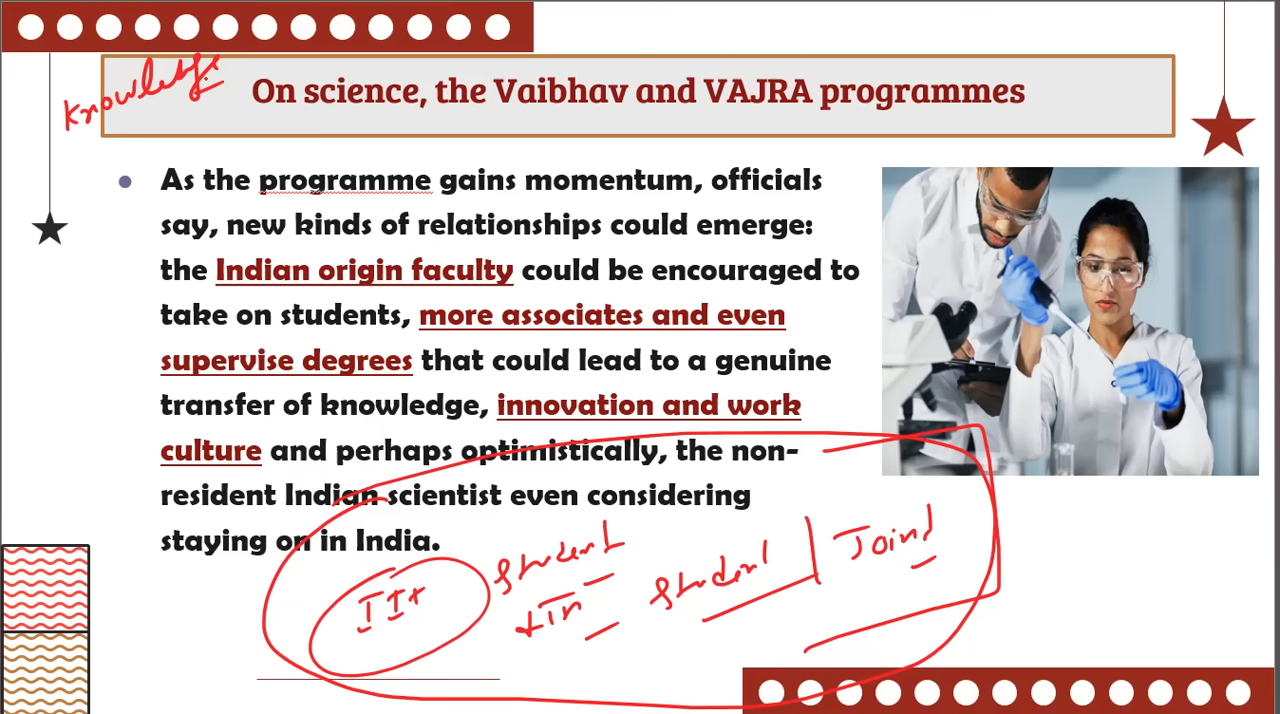 Knowledge
On science, the Vaibhav and VAJRA programmes
As the programme gains momentum, officials
say, new kinds of relationships could emerge:
the Indian origin faculty could be encouraged to
take on students, more associates and even
supervise degrees that could lead to a genuine
transfer of knowledge, innovation and work
culture and perhaps optimistically, the non-
resident Indian scientist even considering
staying on in India.
IIT
student
student
Joint